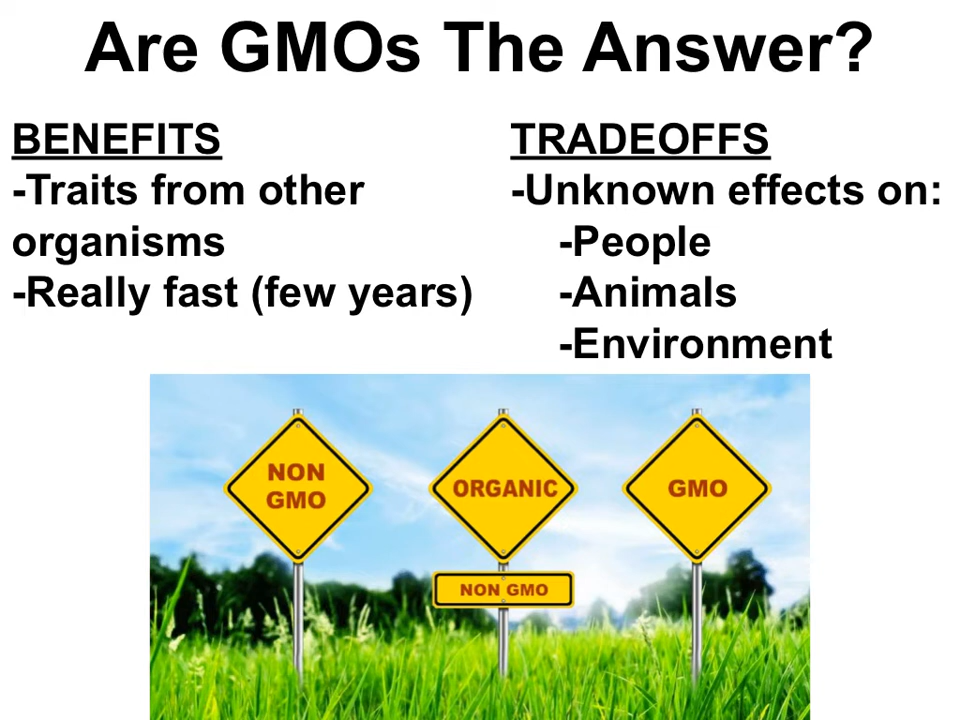 Are GMOs The Answer?
BENEFITS
-Traits from other
organisms
-Really fast (few years)
TRADEOFFS
-Unknown effects on:
-People
-Animals
-Environment
NON
GMO
ORGANIC
NON GMO
GMO